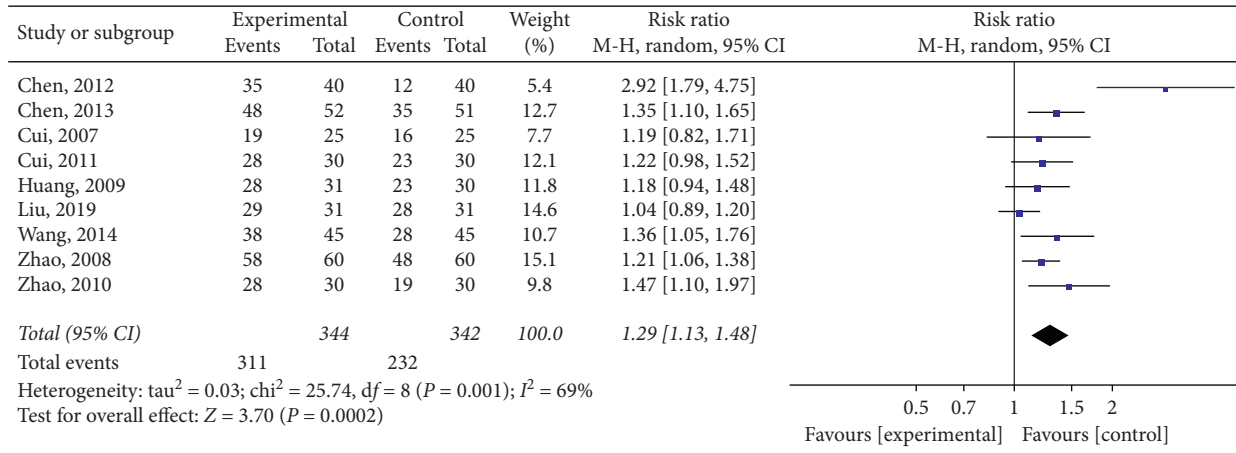 Study or subgroup Experimental Control Weight Risk ratio Risk ratio
Events Total Events Total (%) M-H, random, 95% CI M-H, random, 95% CI
Chen, 2012 35 40 12 40 5.4 2.92 [1.79, 4.75]
Chen, 2013 48 52 35 51 12.7 1.35 [1.10, 1.65]
Cui, 2007 19 25 16 25 7.7 1.19 [0.82, 1.71]
Cui, 2011 28 30 23 30 12.1 1.22 [0.98, 1.52]
Huang, 2009 28 31 23 30 11.8 1.18 [0.94, 1.48]
Liu, 2019 29 31 28 31 14.6 1.04 [0.89, 1.20]
Wang, 2014 38 45 28 45 10.7 1.36 [1.05, 1.76]
Zhao, 2008 58 60 48 60 15.1 1.21 [1.06, 1.38]
Zhao, 2010 28 30 19 30 9.8 1.47 [1.10, 1.97]
Total (95% CI) 344 342 100.0 1.29 [1.13, 1.48]
Total events 311 232
Heterogeneity: tau² = 0.03; chi² = 25.74, df = 8 (P = 0.001); I² = 69%
Test for overall effect: Z = 3.70 (P = 0.0002)
0.5 0.7 1 1.5 2
Favours [experimental] Favours [control]